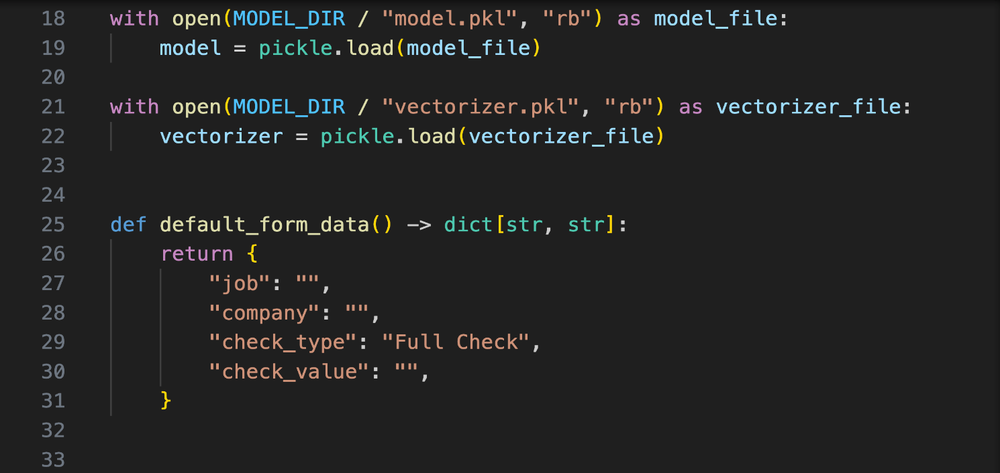 18 with open(MODEL_DIR / "model.pkl", "rb") as model_file:
19     model = pickle.load(model_file)
20
21 with open(MODEL_DIR / "vectorizer.pkl", "rb") as vectorizer_file:
22     vectorizer = pickle.load(vectorizer_file)
23
24
25 def default_form_data() -> dict[str, str]:
26     return {
27         "job": "",
28         "company": "",
29         "check_type": "Full Check",
30         "check_value": "",
31     }
32
33